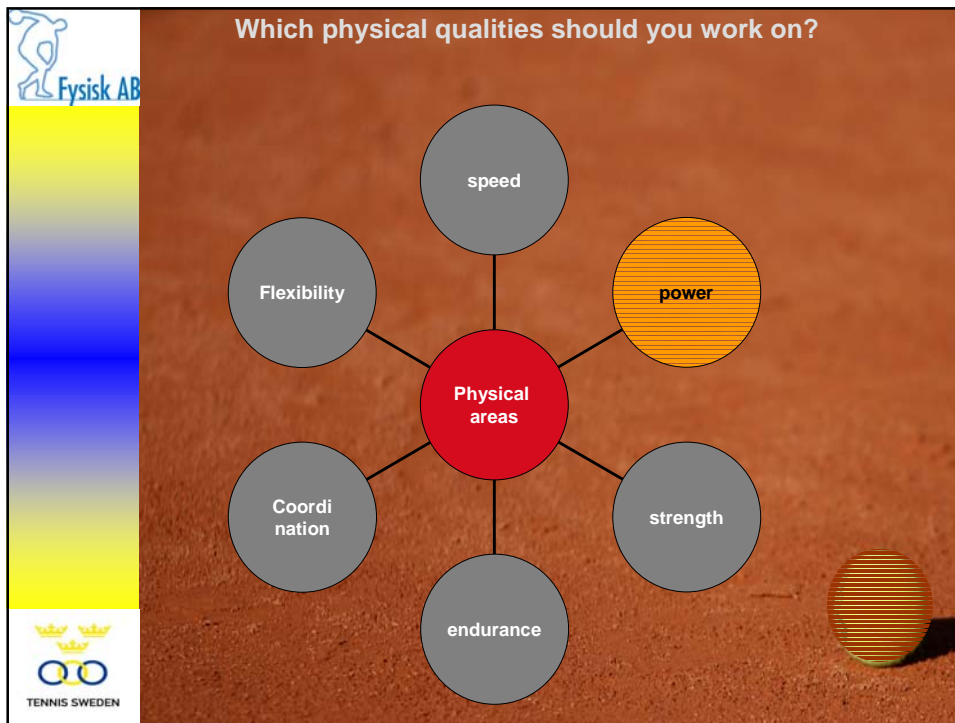 Which physical qualities should you work on?
Fysisk AB
speed
Flexibility
power
Physical
areas
Coordi
nation
strength
endurance
TENNIS SWEDEN